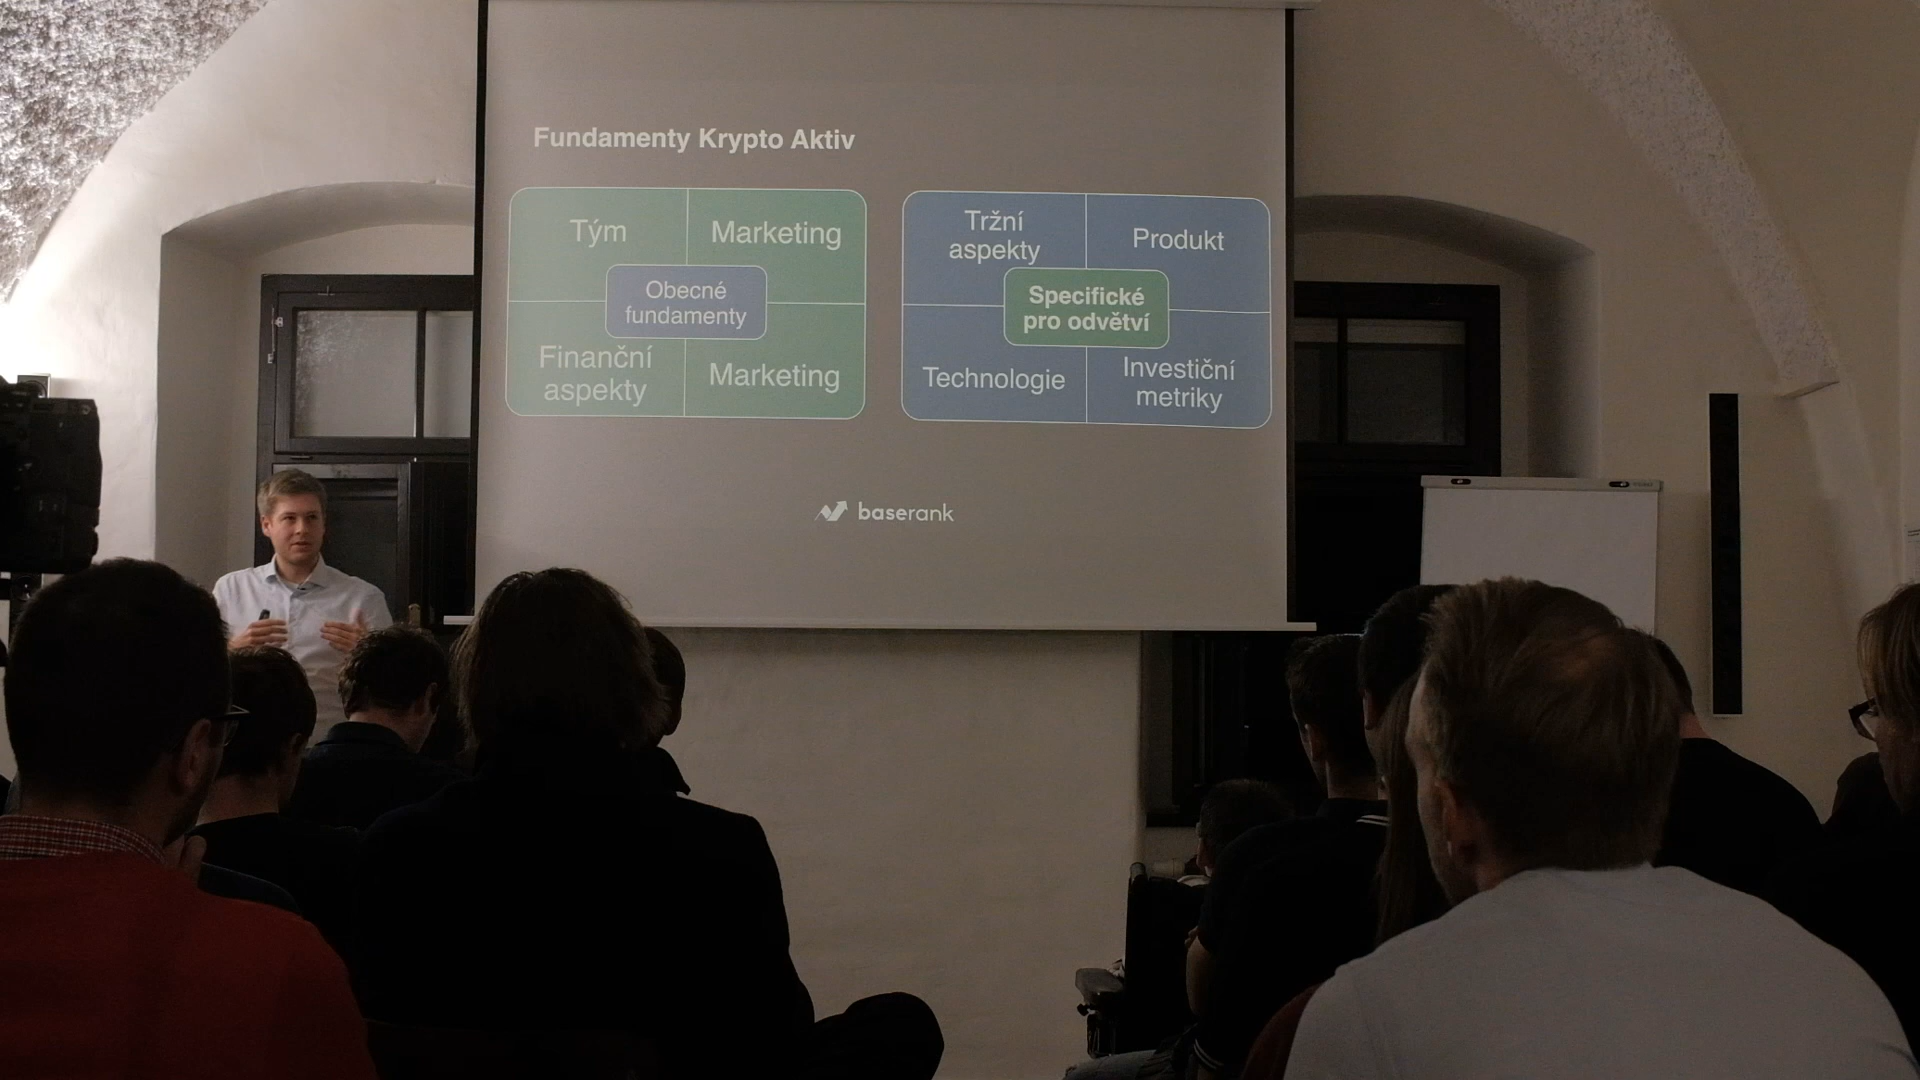 Fundamenty Krypto Aktiv
Tým
Marketing
Obecné
fundamenty
Finanční
aspekty
Marketing
Tržní
aspekty
Produkt
Specifické
pro odvětví
Technologie
Investiční
metriky
baserank